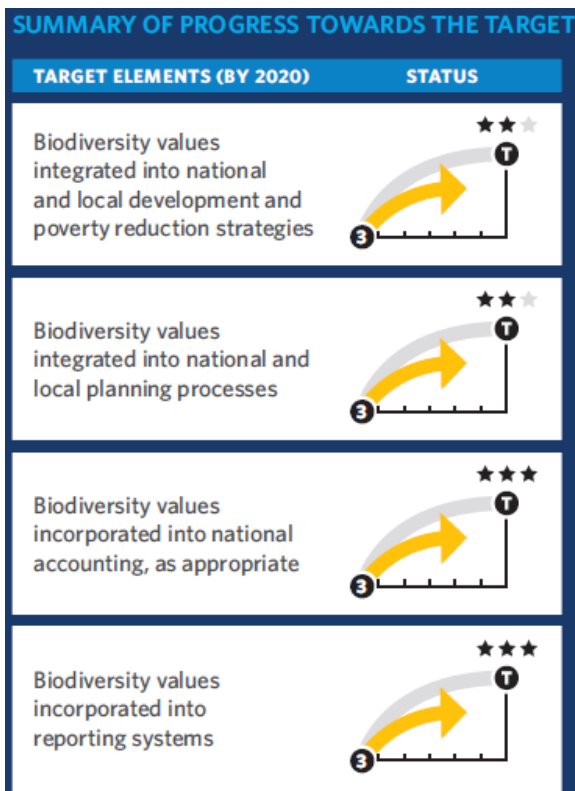 SUMMARY OF PROGRESS TOWARDS THE TARGET
TARGET ELEMENTS (BY 2020) STATUS
Biodiversity values
integrated into national
and local development and
poverty reduction strategies
T
3
Biodiversity values
integrated into national and
local planning processes
T
3
Biodiversity values
incorporated into national
accounting, as appropriate
T
3
Biodiversity values
incorporated into
reporting systems
T
3